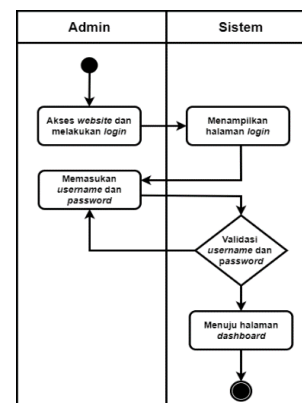 Admin
Sistem
Akses website dan
melakukan login
Menampilkan
halaman login
Memasukan
username dan
password
Validasi
username dan
password
Menuju halaman
dashboard